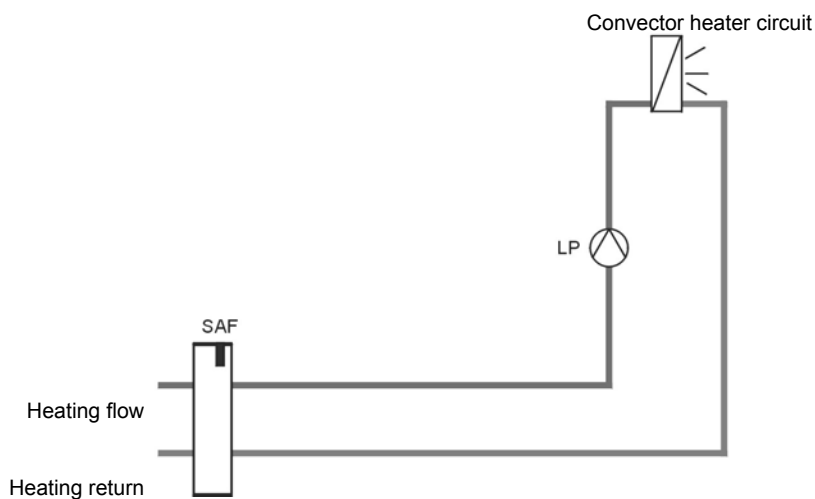 Convector heater circuit
LP
SAF
Heating flow
Heating return